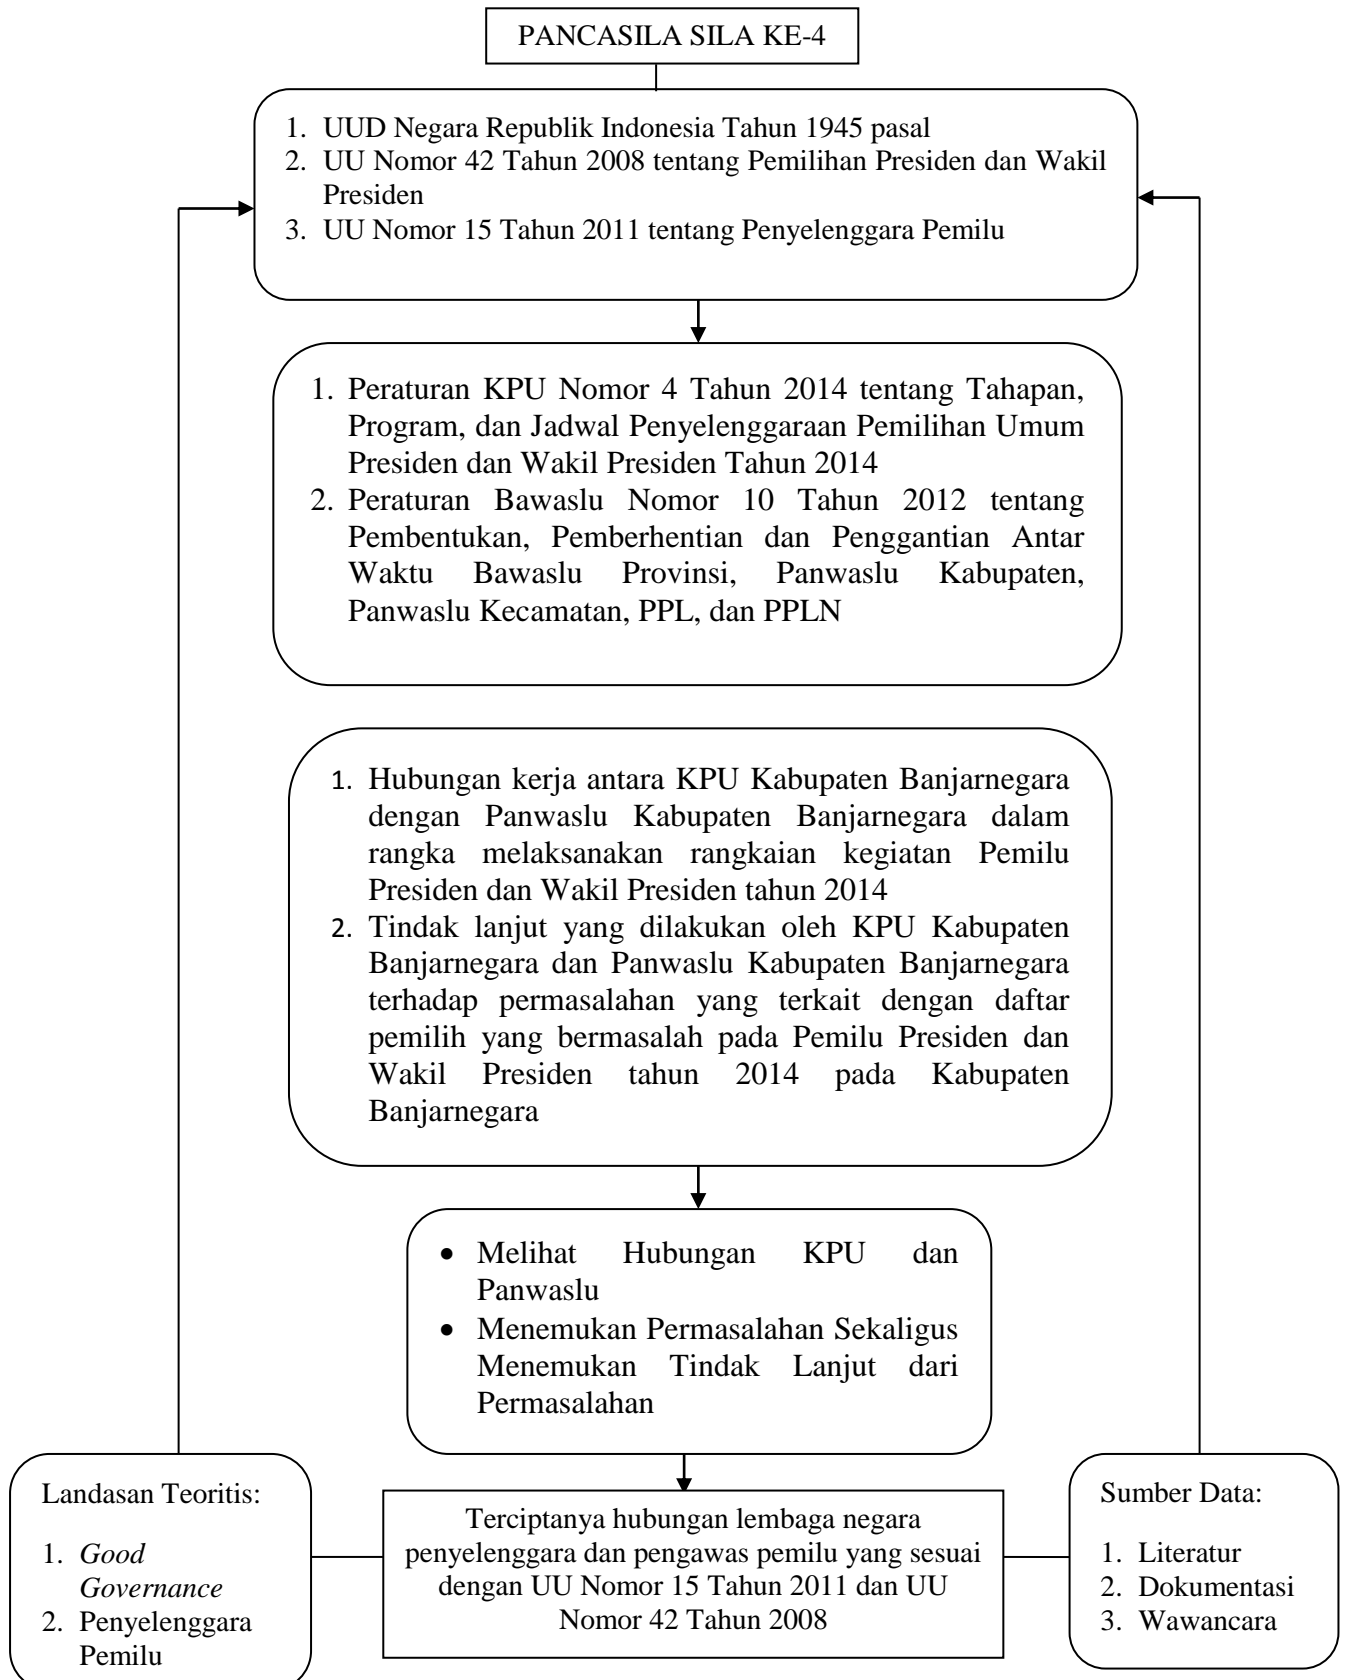 PANCASILA SILA KE-4
1. UUD Negara Republik Indonesia Tahun 1945 pasal
2. UU Nomor 42 Tahun 2008 tentang Pemilihan Presiden dan Wakil
Presiden
3. UU Nomor 15 Tahun 2011 tentang Penyelenggara Pemilu
1. Peraturan KPU Nomor 4 Tahun 2014 tentang Tahapan,
Program, dan Jadwal Penyelenggaraan Pemilihan Umum
Presiden dan Wakil Presiden Tahun 2014
2. Peraturan Bawaslu Nomor 10 Tahun 2012 tentang
Pembentukan, Pemberhentian dan Penggantian Antar
Waktu Bawaslu Provinsi, Panwaslu Kabupaten,
Panwaslu Kecamatan, PPL, dan PPLN
1. Hubungan kerja antara KPU Kabupaten Banjarnegara
dengan Panwaslu Kabupaten Banjarnegara dalam
rangka melaksanakan rangkaian kegiatan Pemilu
Presiden dan Wakil Presiden tahun 2014
2. Tindak lanjut yang dilakukan oleh KPU Kabupaten
Banjarnegara dan Panwaslu Kabupaten Banjarnegara
terhadap permasalahan yang terkait dengan daftar
pemilih yang bermasalah pada Pemilu Presiden dan
Wakil Presiden tahun 2014 pada Kabupaten
Banjarnegara
• Melihat Hubungan KPU dan
Panwaslu
• Menemukan Permasalahan Sekaligus
Menemukan Tindak Lanjut dari
Permasalahan
Landasan Teoritis:
1. Good
Governance
2. Penyelenggara
Pemilu
Terciptanya hubungan lembaga negara
penyelenggara dan pengawas pemilu yang sesuai
dengan UU Nomor 15 Tahun 2011 dan UU
Nomor 42 Tahun 2008
Sumber Data:
1. Literatur
2. Dokumentasi
3. Wawancara